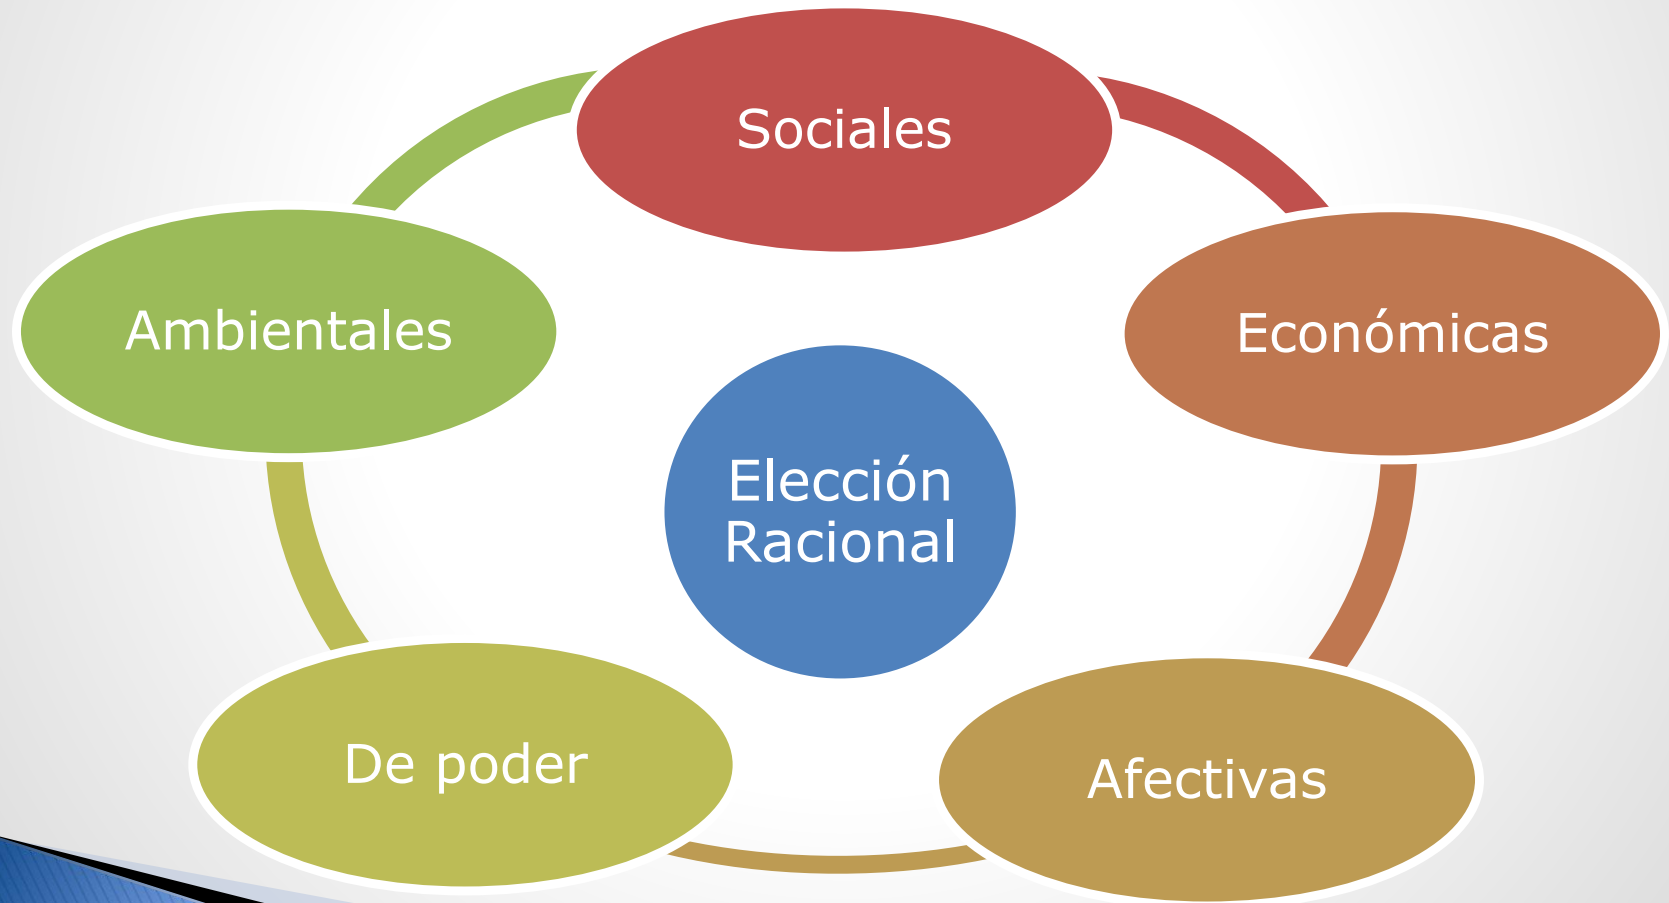 Sociales
Ambientales
Económicas
Elección
Racional
De poder
Afectivas